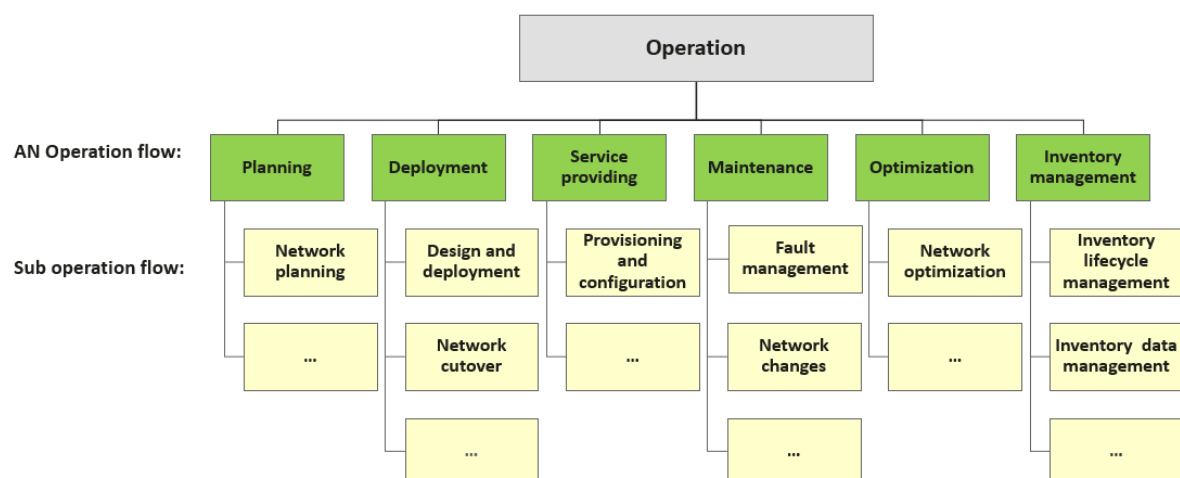 Operation
AN Operation flow:
Planning
Deployment
Service
providing
Maintenance
Optimization
Inventory
management
Sub operation flow:
Network
planning
Design and
deployment
Provisioning
and
configuration
Fault
management
Network
optimization
Inventory
lifecycle
management
...
Network
cutover
...
Network
changes
...
Inventory data
management
...
...
...